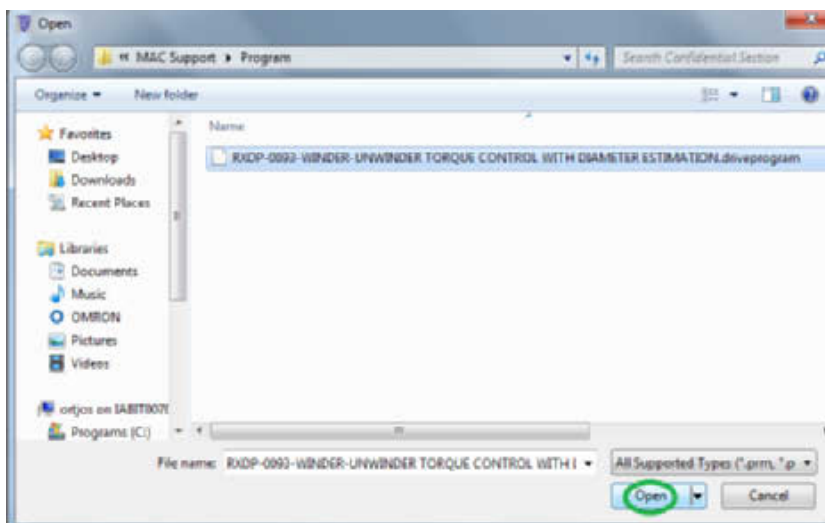 Open
« MAC Support ▸ Program
Search Confidential Section
Organize
New folder
Name
Favorites
Desktop
Downloads
Recent Places
RXDP-0093-WINDER-UNWINDER TORQUE CONTROL WITH DIAMETER ESTIMATION.driveprogram
Libraries
Documents
Music
OMRON
Pictures
Videos
ortjos on
Programs (C:)
File name: RXDP-0093-WINDER-UNWINDER TORQUE CONTROL WITH
All Supported Types (*.prm, *.p
Open
Cancel